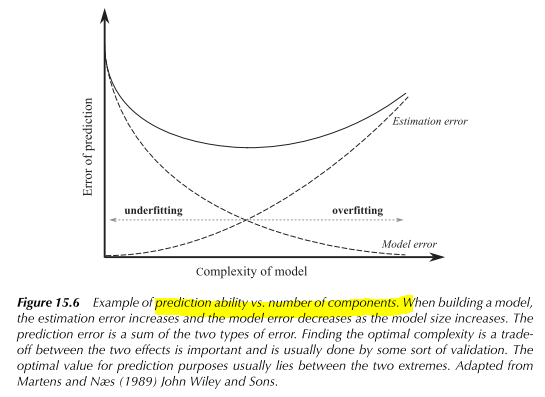 Error of prediction
Estimation error
underfitting
overfitting
Model error
Complexity of model
Figure 15.6 Example of prediction ability vs. number of components. When building a model,
the estimation error increases and the model error decreases as the model size increases. The
prediction error is a sum of the two types of error. Finding the optimal complexity is a trade-
off between the two effects is important and is usually done by some sort of validation. The
optimal value for prediction purposes usually lies between the two extremes. Adapted from
Martens and Næs (1989) John Wiley and Sons.